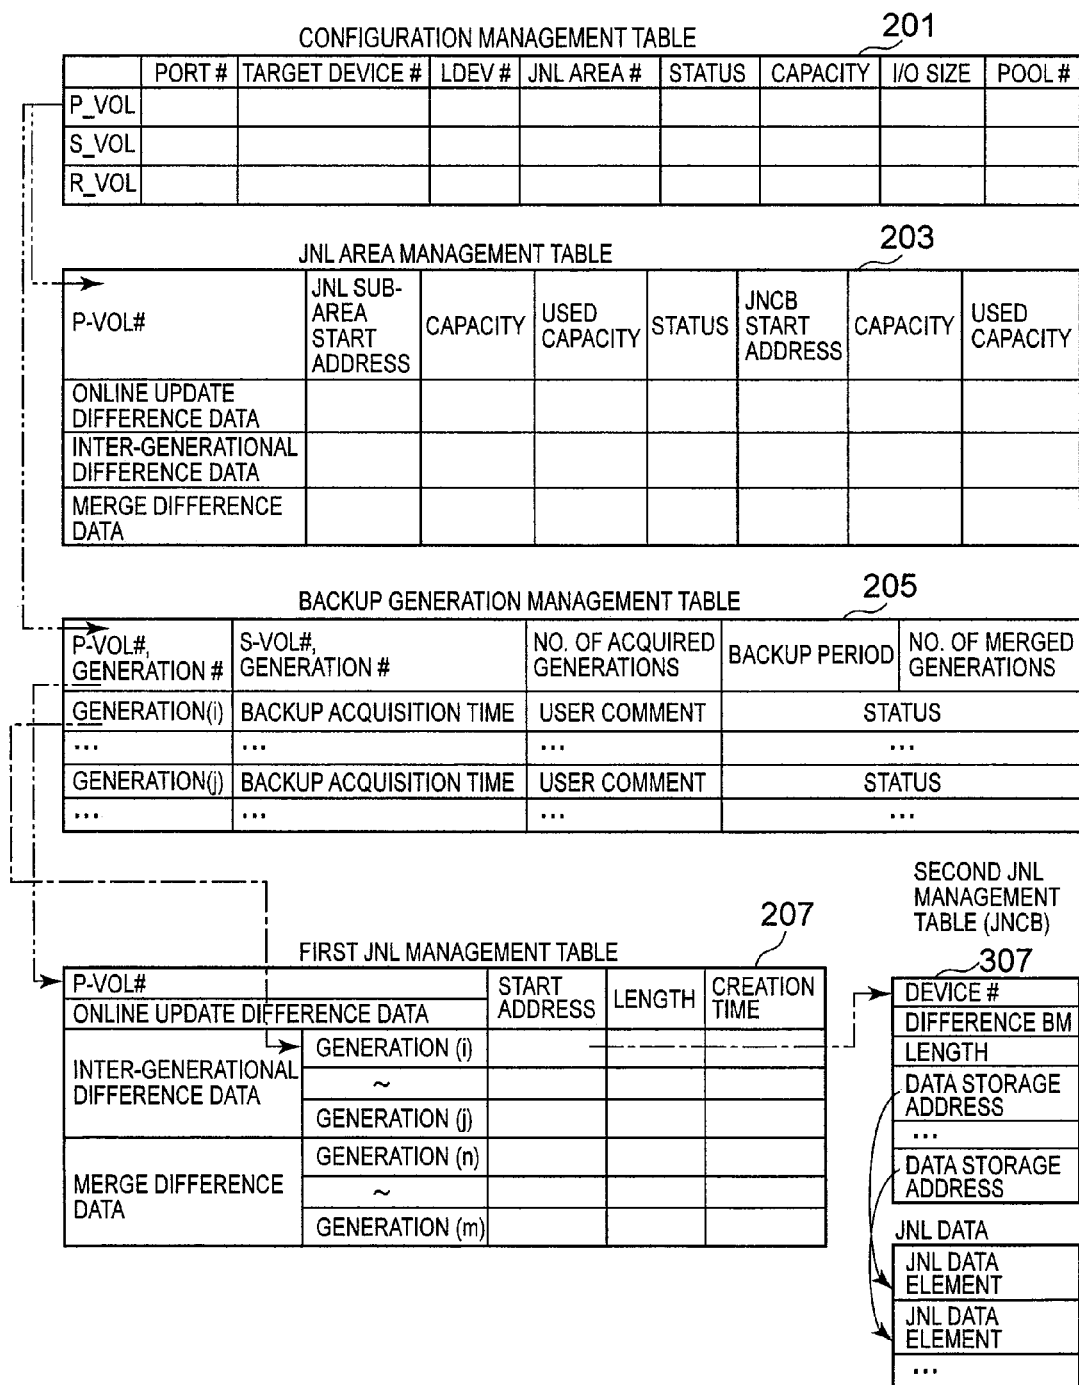 CONFIGURATION MANAGEMENT TABLE 201
PORT # TARGET DEVICE # LDEV # JNL AREA # STATUS CAPACITY I/O SIZE POOL #
P_VOL
S_VOL
R_VOL
JNL AREA MANAGEMENT TABLE 203
P-VOL#
JNL SUB-
AREA
START
ADDRESS
CAPACITY
USED
CAPACITY
STATUS
JNCB
START
ADDRESS
CAPACITY
USED
CAPACITY
ONLINE UPDATE
DIFFERENCE DATA
INTER-GENERATIONAL
DIFFERENCE DATA
MERGE DIFFERENCE
DATA
BACKUP GENERATION MANAGEMENT TABLE 205
P-VOL#,
GENERATION #
S-VOL#,
GENERATION #
NO. OF ACQUIRED
GENERATIONS
BACKUP PERIOD
NO. OF MERGED
GENERATIONS
GENERATION(i) BACKUP ACQUISITION TIME USER COMMENT STATUS
... ... ... ...
GENERATION(j) BACKUP ACQUISITION TIME USER COMMENT STATUS
... ... ... ...
FIRST JNL MANAGEMENT TABLE 207
P-VOL#
ONLINE UPDATE DIFFERENCE DATA
START
ADDRESS
LENGTH
CREATION
TIME
INTER-GENERATIONAL
DIFFERENCE DATA
GENERATION (i)
~
GENERATION (j)
MERGE DIFFERENCE
DATA
GENERATION (n)
~
GENERATION (m)
SECOND JNL
MANAGEMENT
TABLE (JNCB)
307
DEVICE #
DIFFERENCE BM
LENGTH
DATA STORAGE
ADDRESS
...
DATA STORAGE
ADDRESS
JNL DATA
JNL DATA
ELEMENT
JNL DATA
ELEMENT
...